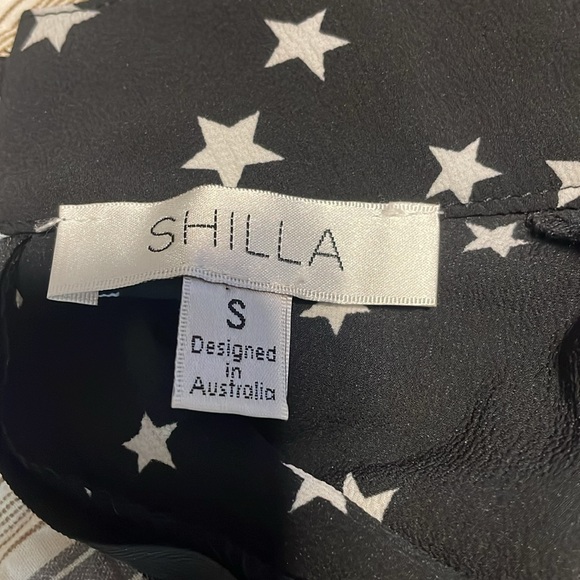 SHILLA
S
Designed
in
Australia